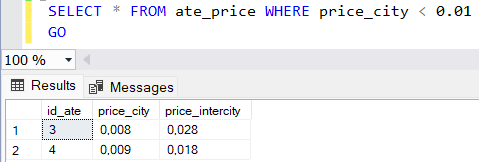 SELECT * FROM ate_price WHERE price_city < 0.01
GO
100 %
Results Messages
id_ate price_city price_intercity
1 3 0,008 0,028
2 4 0,009 0,018